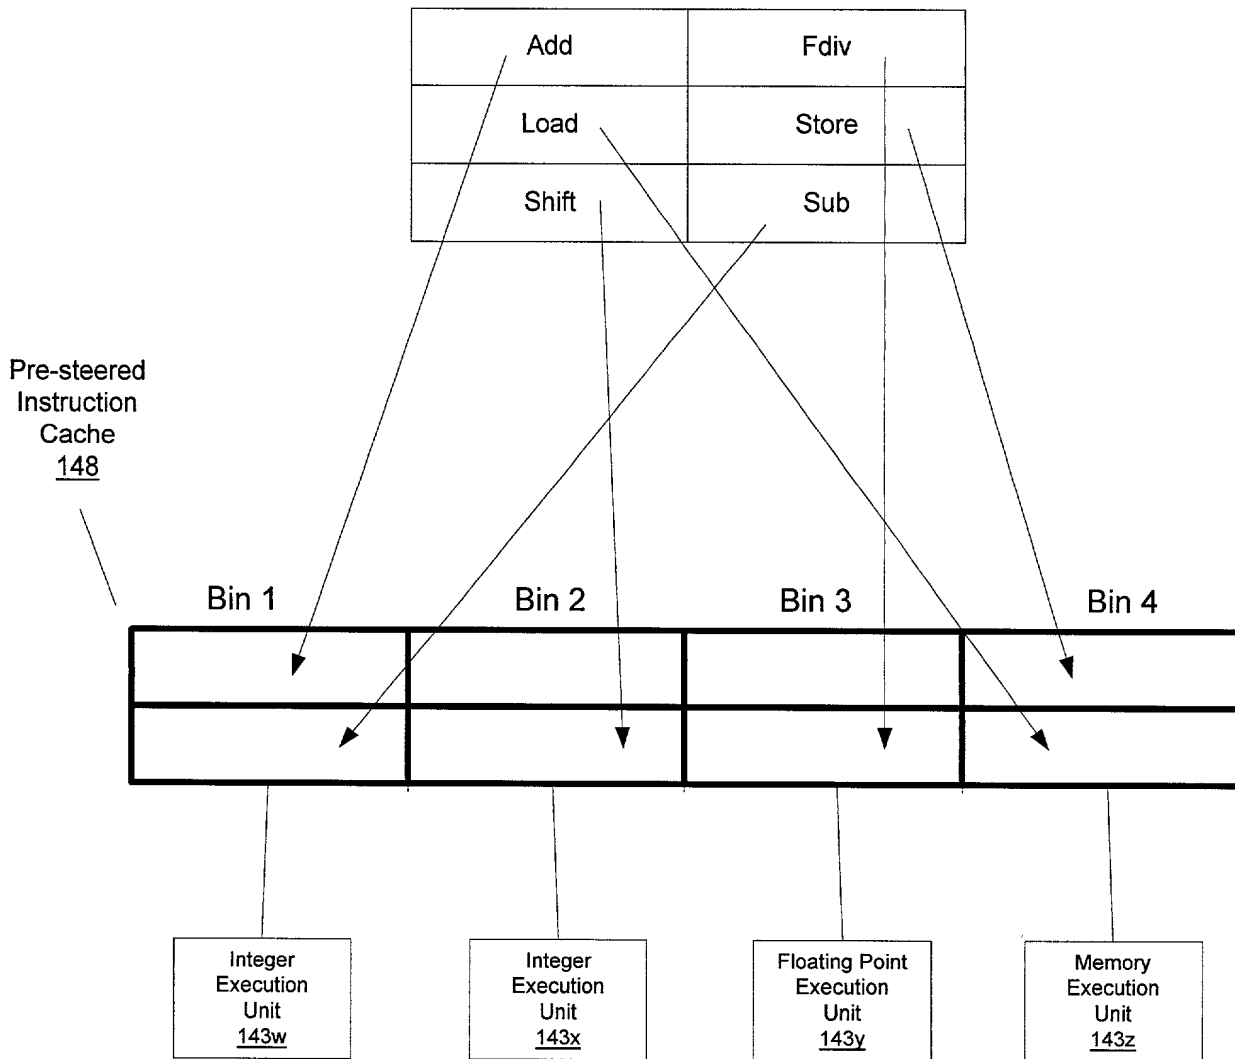 Add Fdiv
Load Store
Shift Sub
Pre-steered
Instruction
Cache
148
Bin 1 Bin 2 Bin 3 Bin 4
Integer
Execution
Unit
143w
Integer
Execution
Unit
143x
Floating Point
Execution
Unit
143y
Memory
Execution
Unit
143z